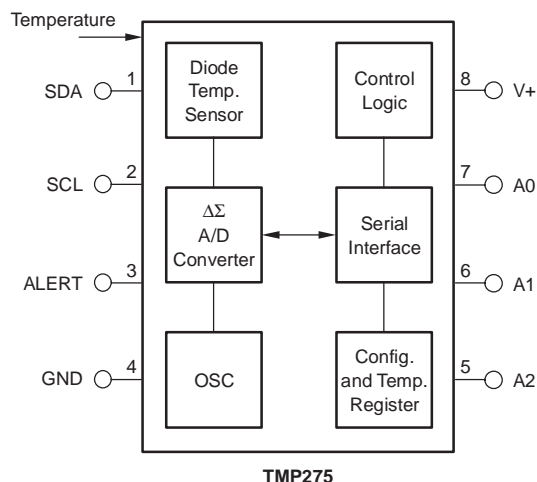 Temperature
SDA
1
SCL
2
ALERT
3
GND
4
Diode
Temp.
Sensor
ΔΣ
A/D
Converter
OSC
Control
Logic
Serial
Interface
Config.
and Temp.
Register
8
V+
7
A0
6
A1
5
A2
TMP275